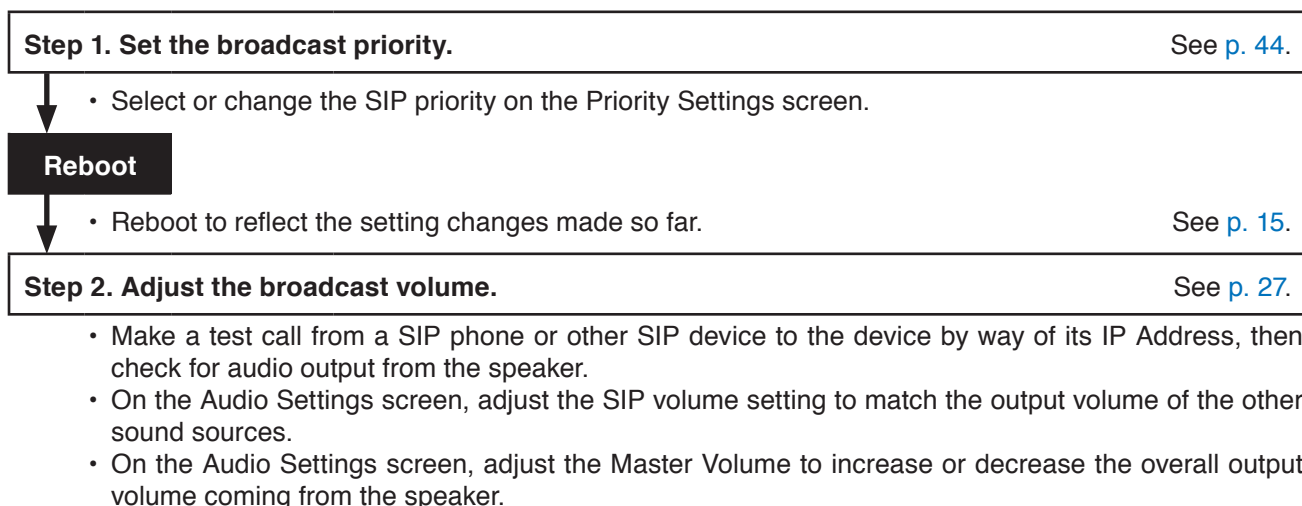 Step 1. Set the broadcast priority. See p. 44.
• Select or change the SIP priority on the Priority Settings screen.
Reboot
• Reboot to reflect the setting changes made so far. See p. 15.
Step 2. Adjust the broadcast volume. See p. 27.
• Make a test call from a SIP phone or other SIP device to the device by way of its IP Address, then
check for audio output from the speaker.
• On the Audio Settings screen, adjust the SIP volume setting to match the output volume of the other
sound sources.
• On the Audio Settings screen, adjust the Master Volume to increase or decrease the overall output
volume coming from the speaker.